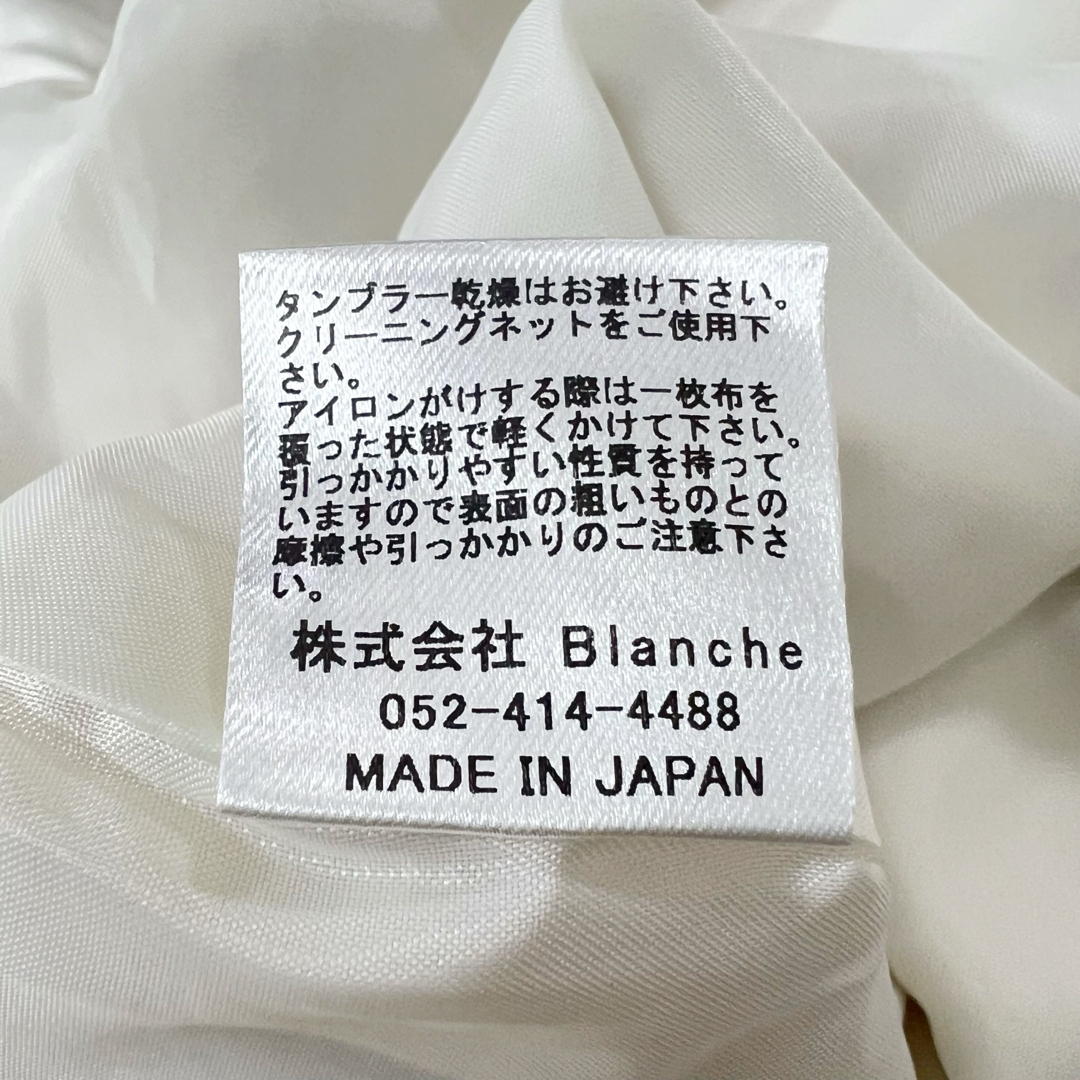 タンブラー乾燥はお避け下さい。
クリーニングネットをご使用下
さい。
アイロンがけする際は一枚布を
覆った状態で軽くかけて下さい。
引っかかりやすい性質を持って
いますので表面の粗いものとの
摩擦や引っかかりのご注意下さ
い。
株式会社 Blanche
052-414-4488
MADE IN JAPAN